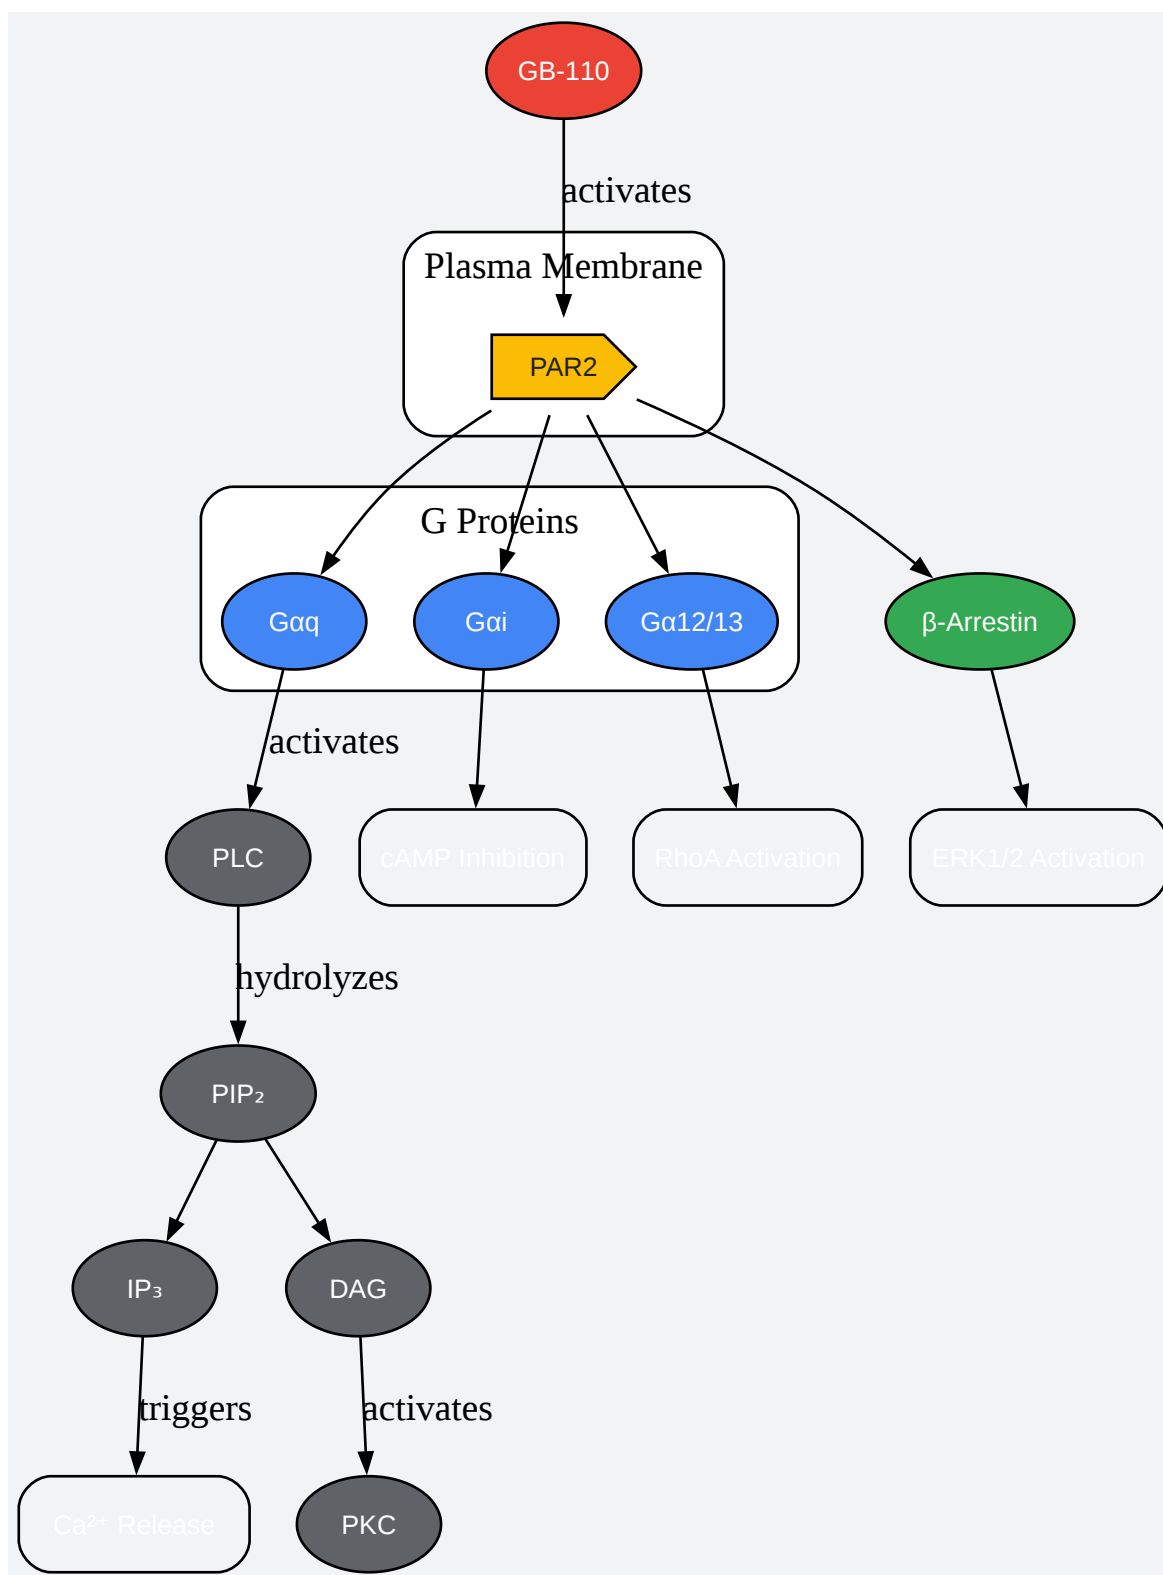 GB-110
activates
Plasma Membrane
PAR2
G Proteins
Gαq
Gαi
Gα12/13
β-Arrestin
activates
PLC
cAMP Inhibition
RhoA Activation
ERK1/2 Activation
hydrolyzes
PIP₂
IP₃
DAG
triggers
activates
Ca²⁺ Release
PKC